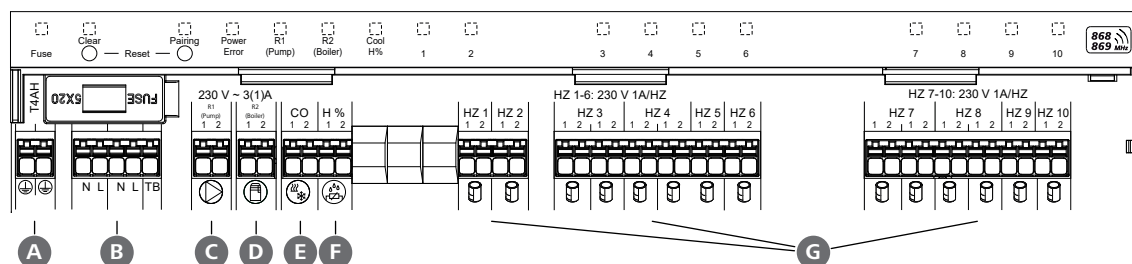 Clear Pairing Power R1 R2 Cool
Fuse Reset Error (Pump) (Boiler) H% 1 2 3 4 5 6 7 8 9 10
868
869 MHz
T4AH
FUSE
5X20
230 V ~ 3(1)A HZ 1-6: 230 V 1A/HZ HZ 7-10: 230 V 1A/HZ
R1 R2
(Pump) (Boiler) CO H % HZ 1 HZ 2 HZ 3 HZ 4 HZ 5 HZ 6 HZ 7 HZ 8 HZ 9 HZ 10
1 2 1 2 1 2 1 2 1 2 1 2 1 2 1 2 1 2 1 2 1 2 1 2 1 2 1 2 1 2 1 2 1 2 1 2
N L N L TB
A B C D E F G